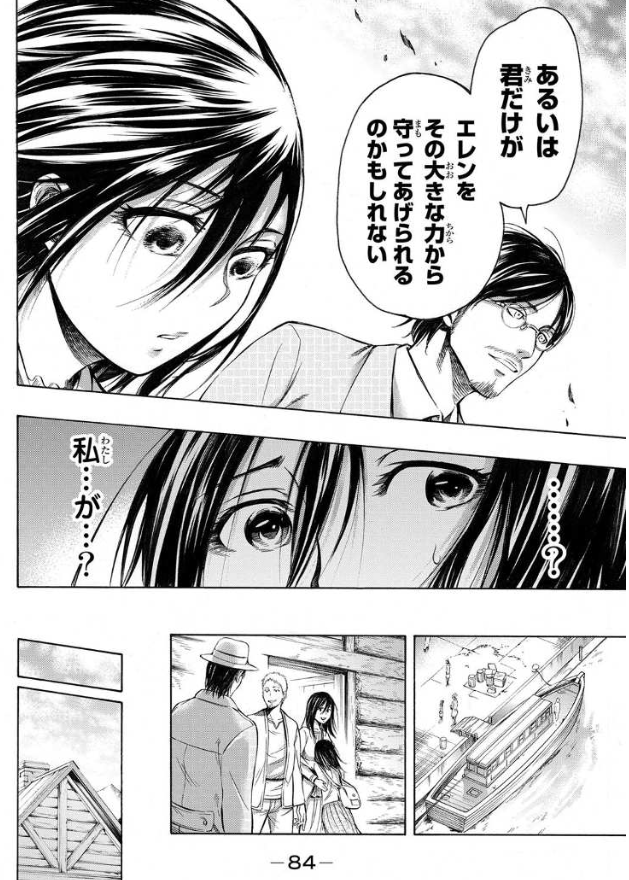 あるいは
君だけが
エレンを
その大きな力から
守ってあげられる
のかもしれない
……?
私…が…?
—84—